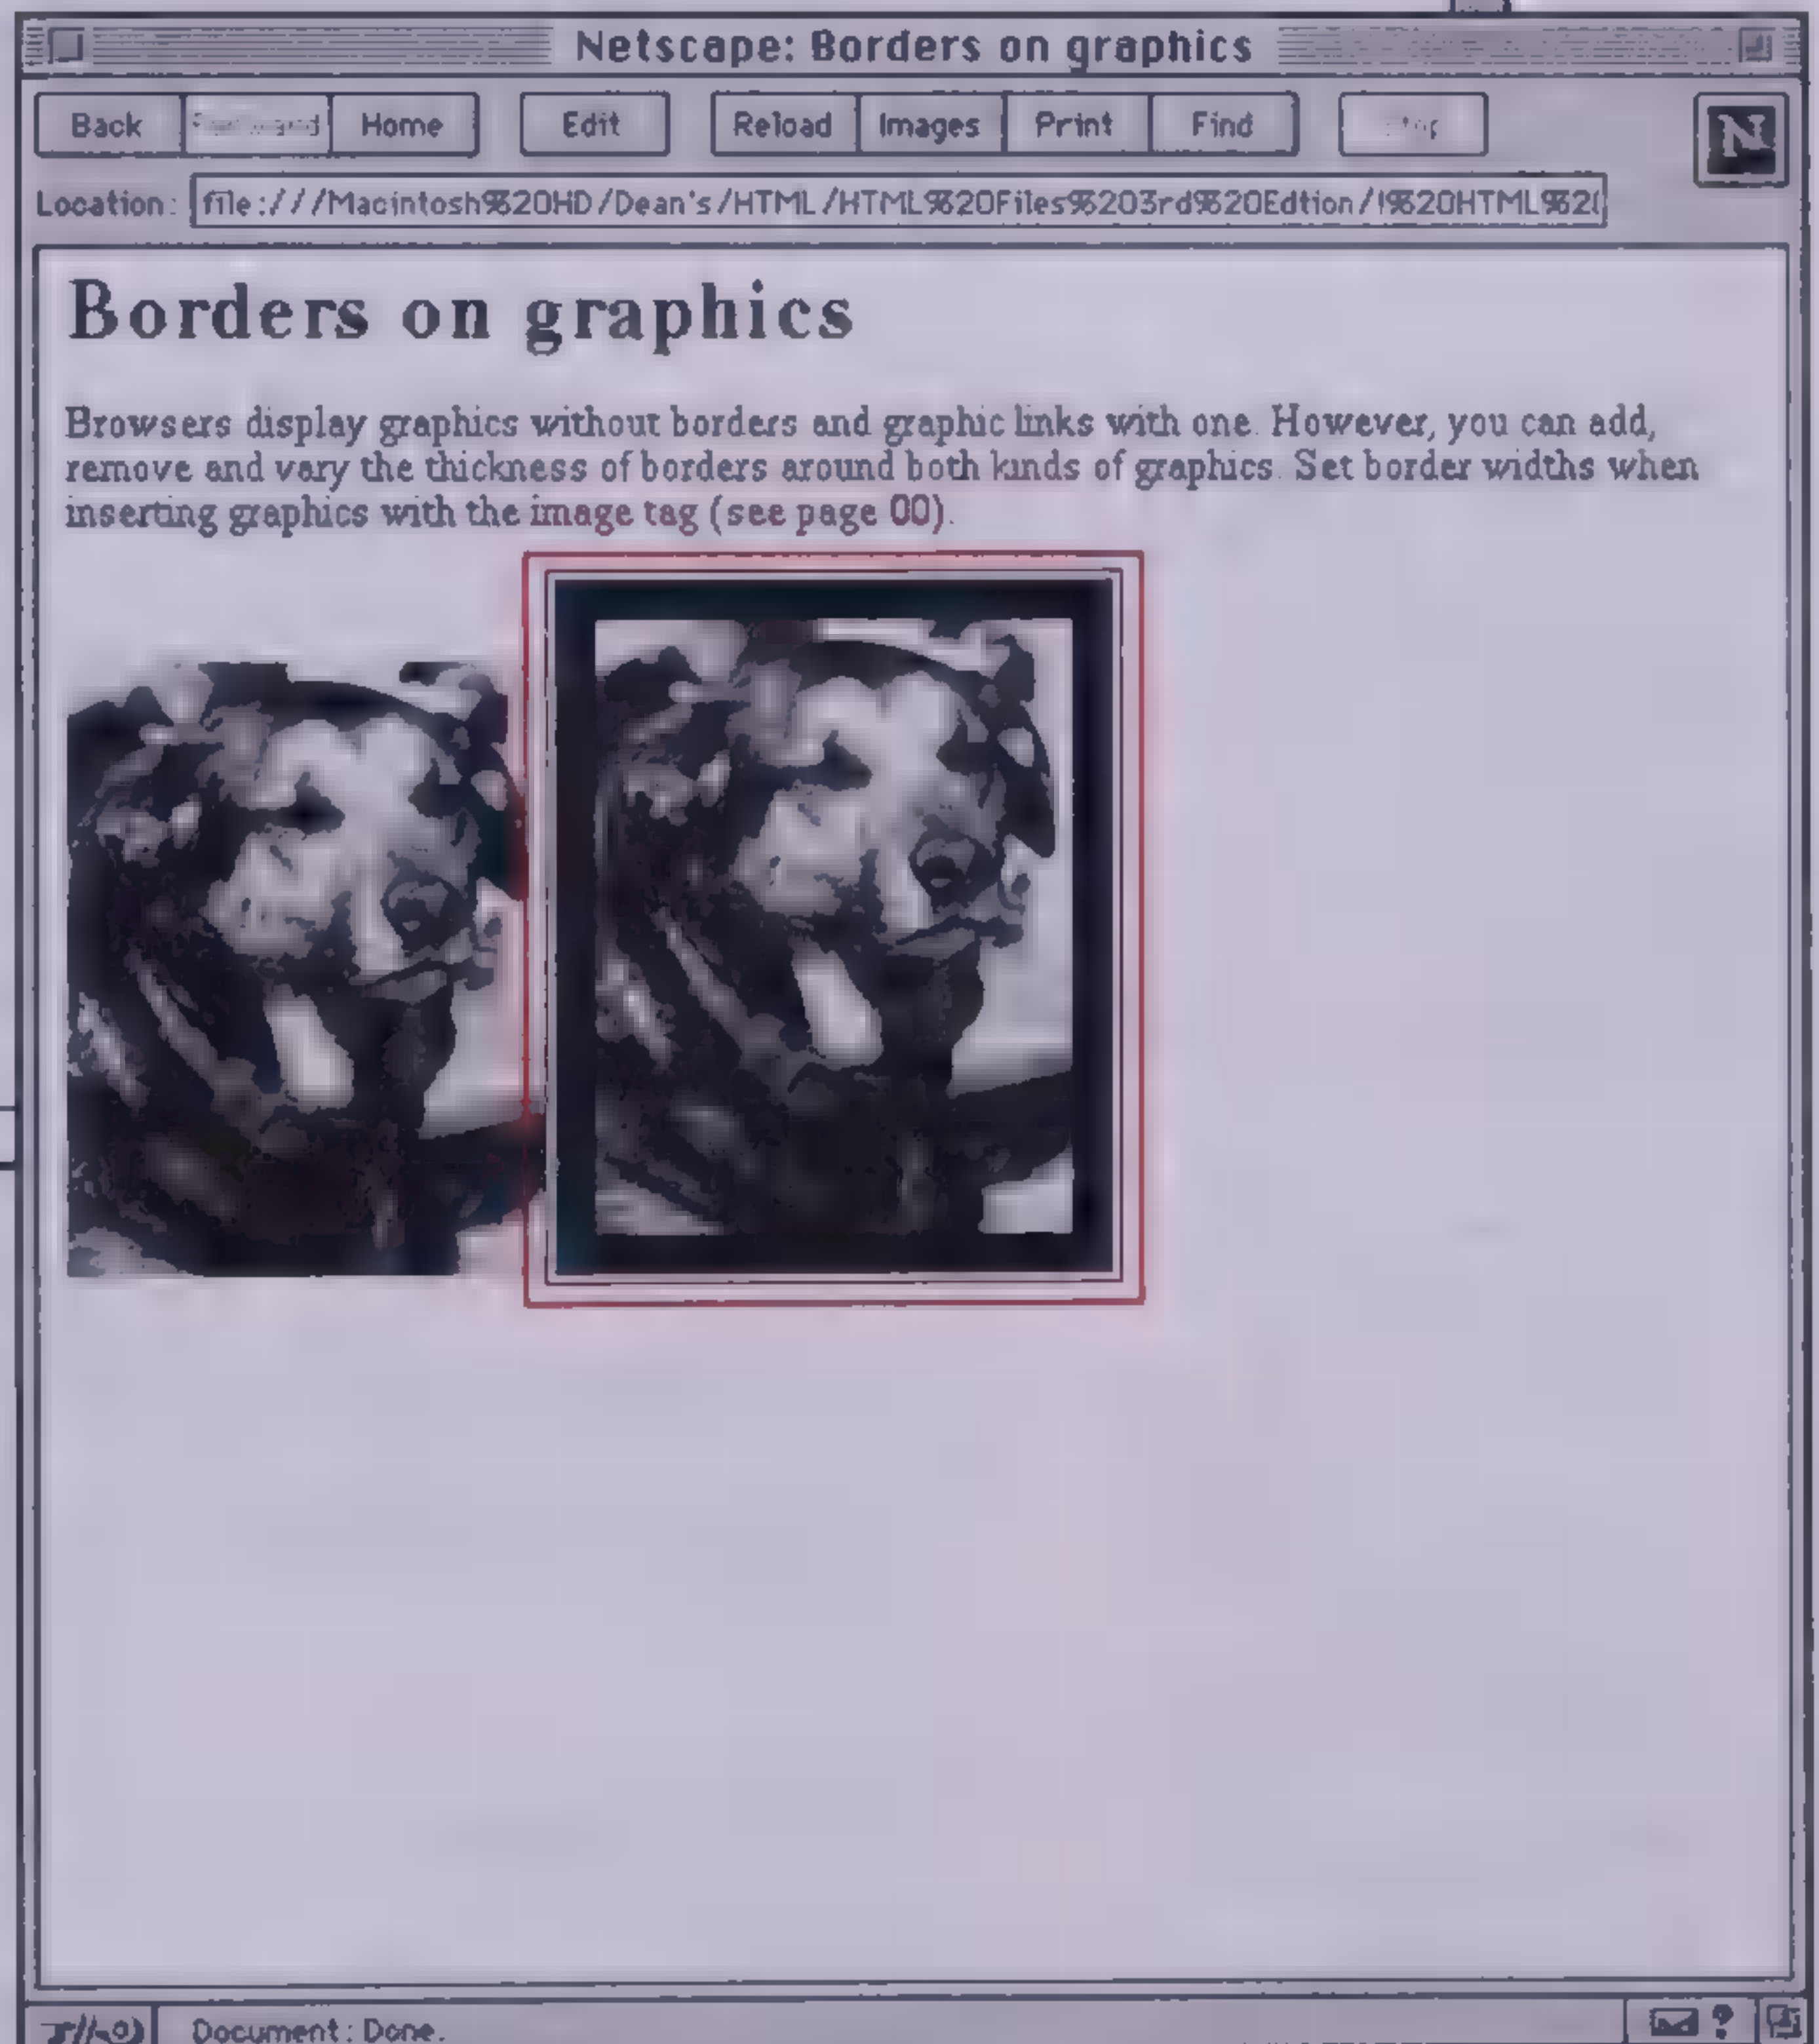 Netscape: Borders on graphics
Back Home Edit Reload Images Print Find
N
Location: file:///Macintosh%20HD/Dean's/HTML/HTML%20Files%203rd%20Edtion/!%20HTML%20
Borders on graphics
Browsers display graphics without borders and graphic links with one. However, you can add,
remove and vary the thickness of borders around both kinds of graphics. Set border widths when
inserting graphics with the image tag (see page 00).
Document: Done.
?